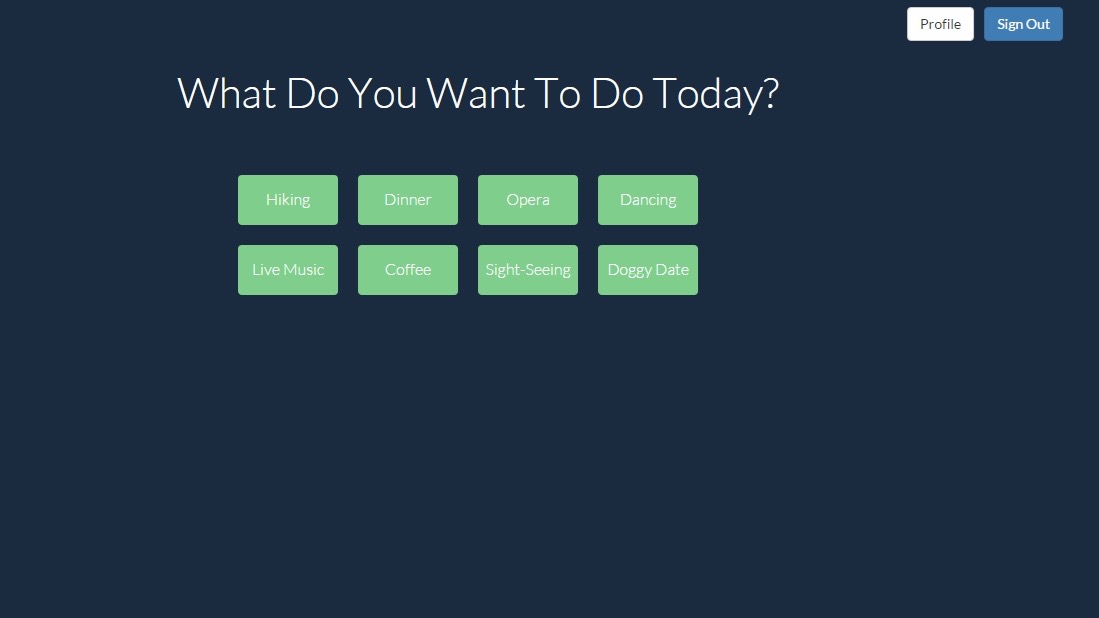 Profile Sign Out
What Do You Want To Do Today?
Hiking Dinner Opera Dancing
Live Music Coffee Sight-Seeing Doggy Date